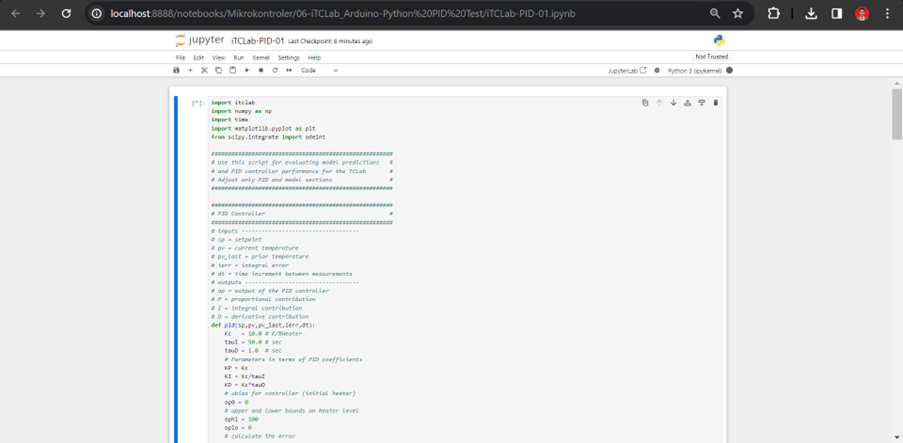 localhost:8888/notebooks/Mikrokontroler/06-iTCLab_Arduino-Python%20PID%20Test/iTCLab-PID-01.ipynb
jupyter iTCLab-PID-01 Last Checkpoint: 6 minutes ago
File Edit View Run Kernel Settings Help
Not Trusted
Code
JupyterLab
Python 3 (ipykernel)
[*]:
import itclab
import numpy as np
import time
import matplotlib.pyplot as plt
from scipy.integrate import odeint
######################################################
# Use this script for evaluating model predictions   #
# and PID controller performance for the TCLab       #
# Adjust only PID and model sections                 #
######################################################
######################################################
# PID Controller                                     #
######################################################
# inputs -----------------------------------
# sp = setpoint
# pv = current temperature
# pv_last = prior temperature
# ierr = integral error
# dt = time increment between measurements
# outputs ----------------------------------
# op = output of the PID controller
# P = proportional contribution
# I = integral contribution
# D = derivative contribution
def pid(sp,pv,pv_last,ierr,dt):
    Kc   = 10.0 # K/%Heater
    tauI = 50.0 # sec
    tauD = 1.0  # sec
    # Parameters in terms of PID coefficients
    KP = Kc
    KI = Kc/tauI
    KD = Kc*tauD
    # ubias for controller (initial heater)
    op0 = 0
    # upper and lower bounds on heater level
    ophi = 100
    oplo = 0
    # calculate the error